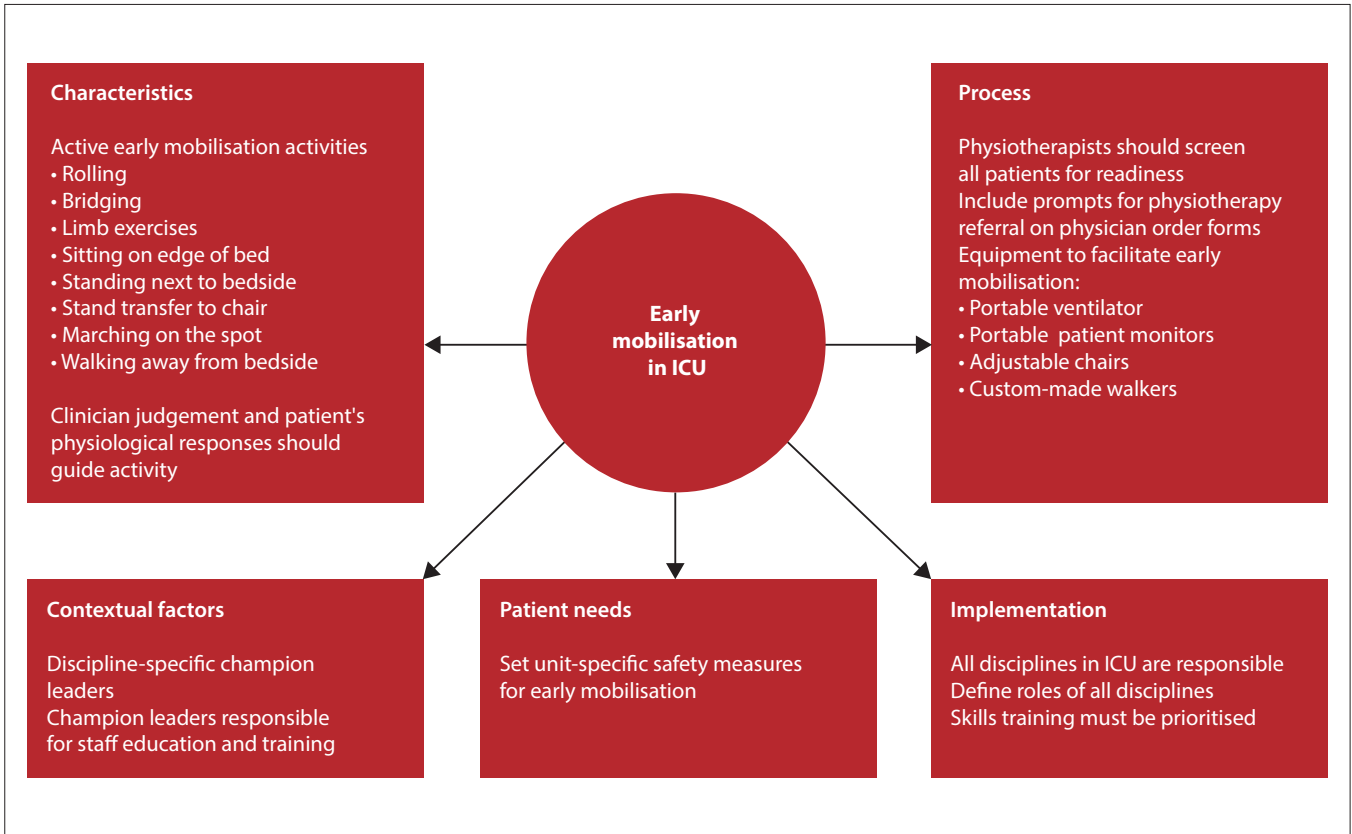 Characteristics
Active early mobilisation activities
• Rolling
• Bridging
• Limb exercises
• Sitting on edge of bed
• Standing next to bedside
• Stand transfer to chair
• Marching on the spot
• Walking away from bedside
Clinician judgement and patient's
physiological responses should
guide activity
Early
mobilisation
in ICU
Process
Physiotherapists should screen
all patients for readiness
Include prompts for physiotherapy
referral on physician order forms
Equipment to facilitate early
mobilisation:
• Portable ventilator
• Portable patient monitors
• Adjustable chairs
• Custom-made walkers
Contextual factors
Discipline-specific champion
leaders
Champion leaders responsible
for staff education and training
Patient needs
Set unit-specific safety measures
for early mobilisation
Implementation
All disciplines in ICU are responsible
Define roles of all disciplines
Skills training must be prioritised